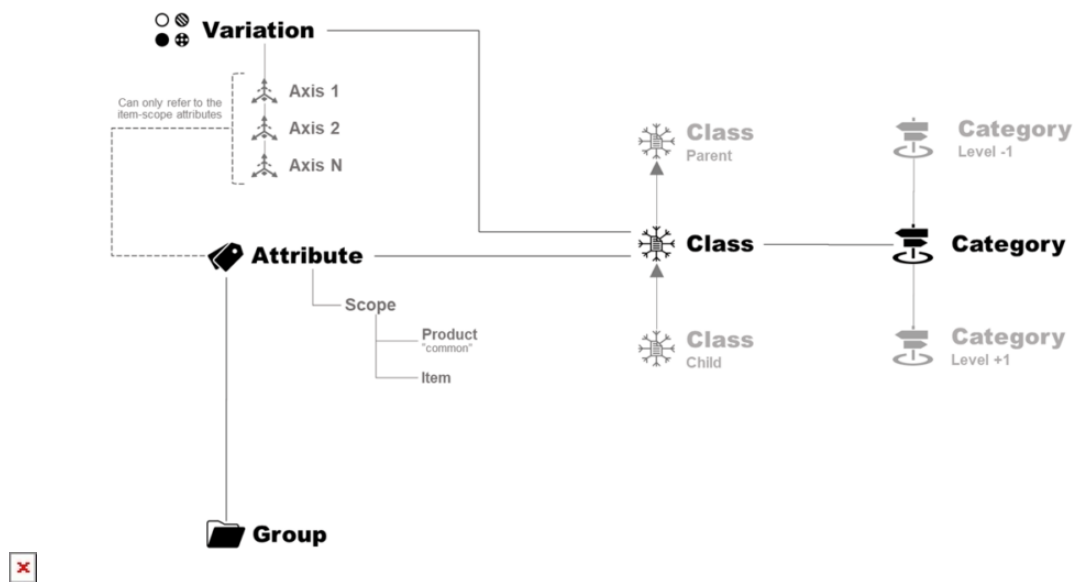 Variation
Can only refer to the
item-scope attributes
Axis 1
Axis 2
Axis N
Class
Parent
Category
Level -1
Attribute
Class
Category
Scope
Product
"common"
Item
Class
Child
Category
Level +1
Group